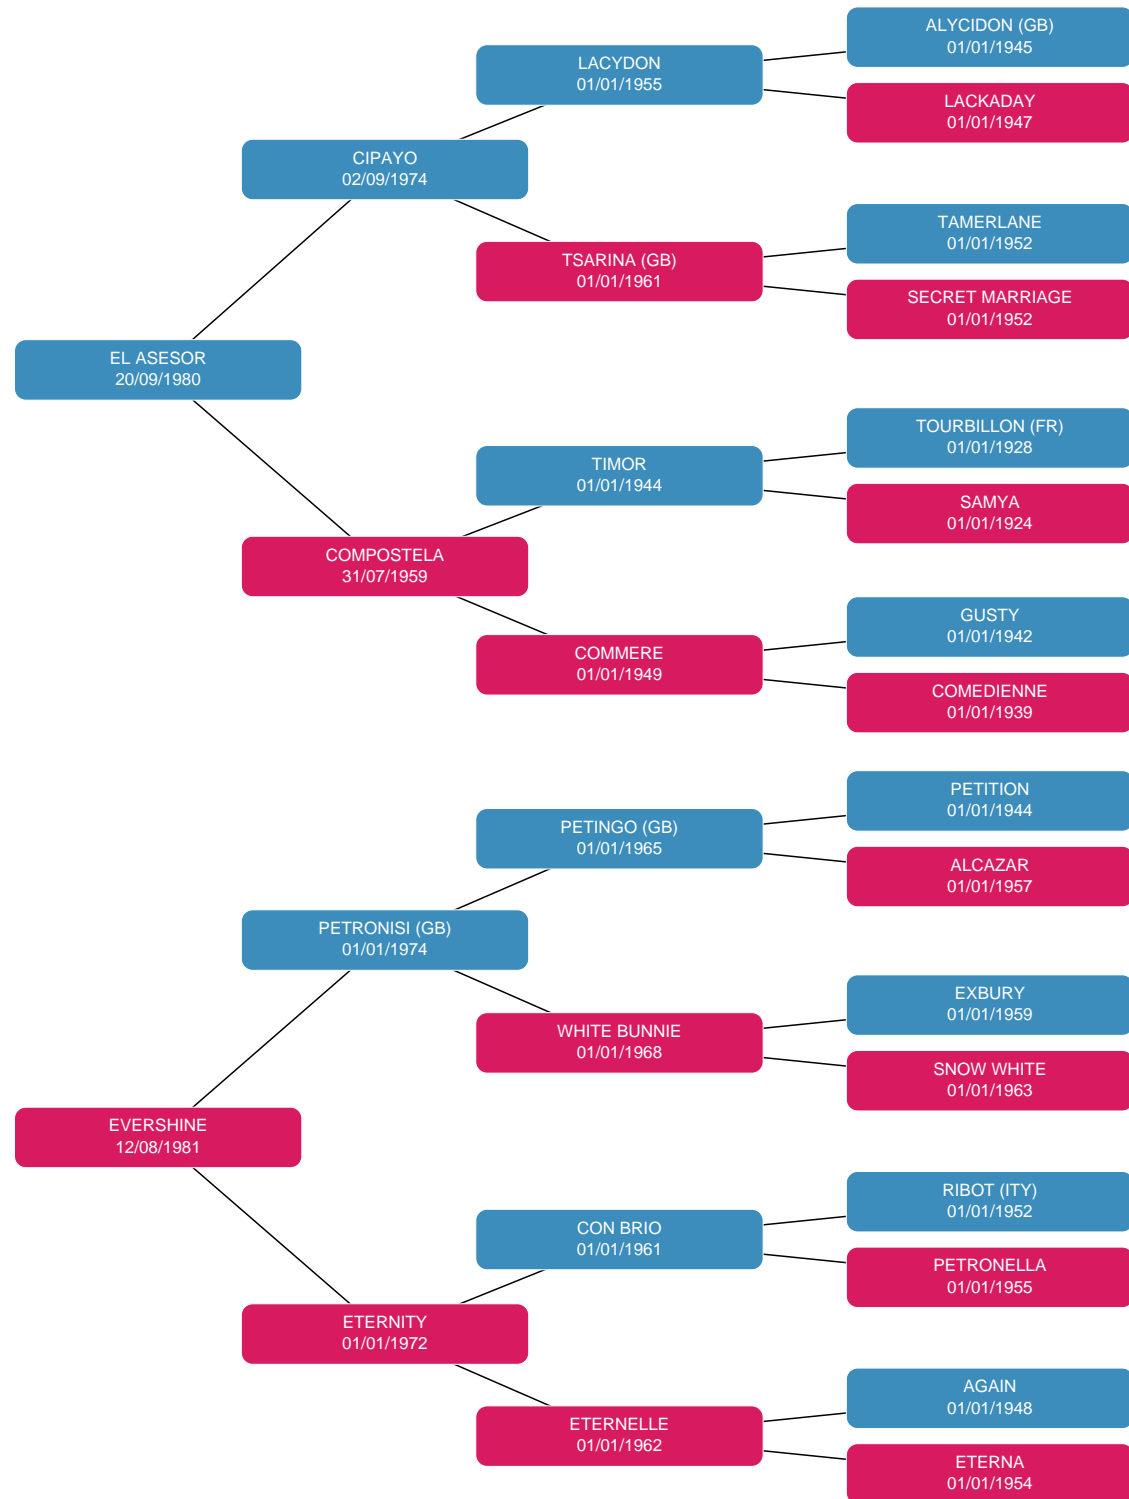 ALYCIDON (GB)
01/01/1945
LACYDON
01/01/1955
LACKADAY
01/01/1947
CIPAYO
02/09/1974
TAMERLANE
01/01/1952
TSARINA (GB)
01/01/1961
SECRET MARRIAGE
01/01/1952
EL ASESOR
20/09/1980
TOURBILLON (FR)
01/01/1928
TIMOR
01/01/1944
SAMYA
01/01/1924
COMPOSTELA
31/07/1959
GUSTY
01/01/1942
COMMERE
01/01/1949
COMEDIENNE
01/01/1939
PETITION
01/01/1944
PETINGO (GB)
01/01/1965
ALCAZAR
01/01/1957
PETRONISI (GB)
01/01/1974
EXBURY
01/01/1959
WHITE BUNNIE
01/01/1968
SNOW WHITE
01/01/1963
EVERSHINE
12/08/1981
RIBOT (ITY)
01/01/1952
CON BRIO
01/01/1961
PETRONELLA
01/01/1955
ETERNITY
01/01/1972
AGAIN
01/01/1948
ETERNELLE
01/01/1962
ETERNA
01/01/1954